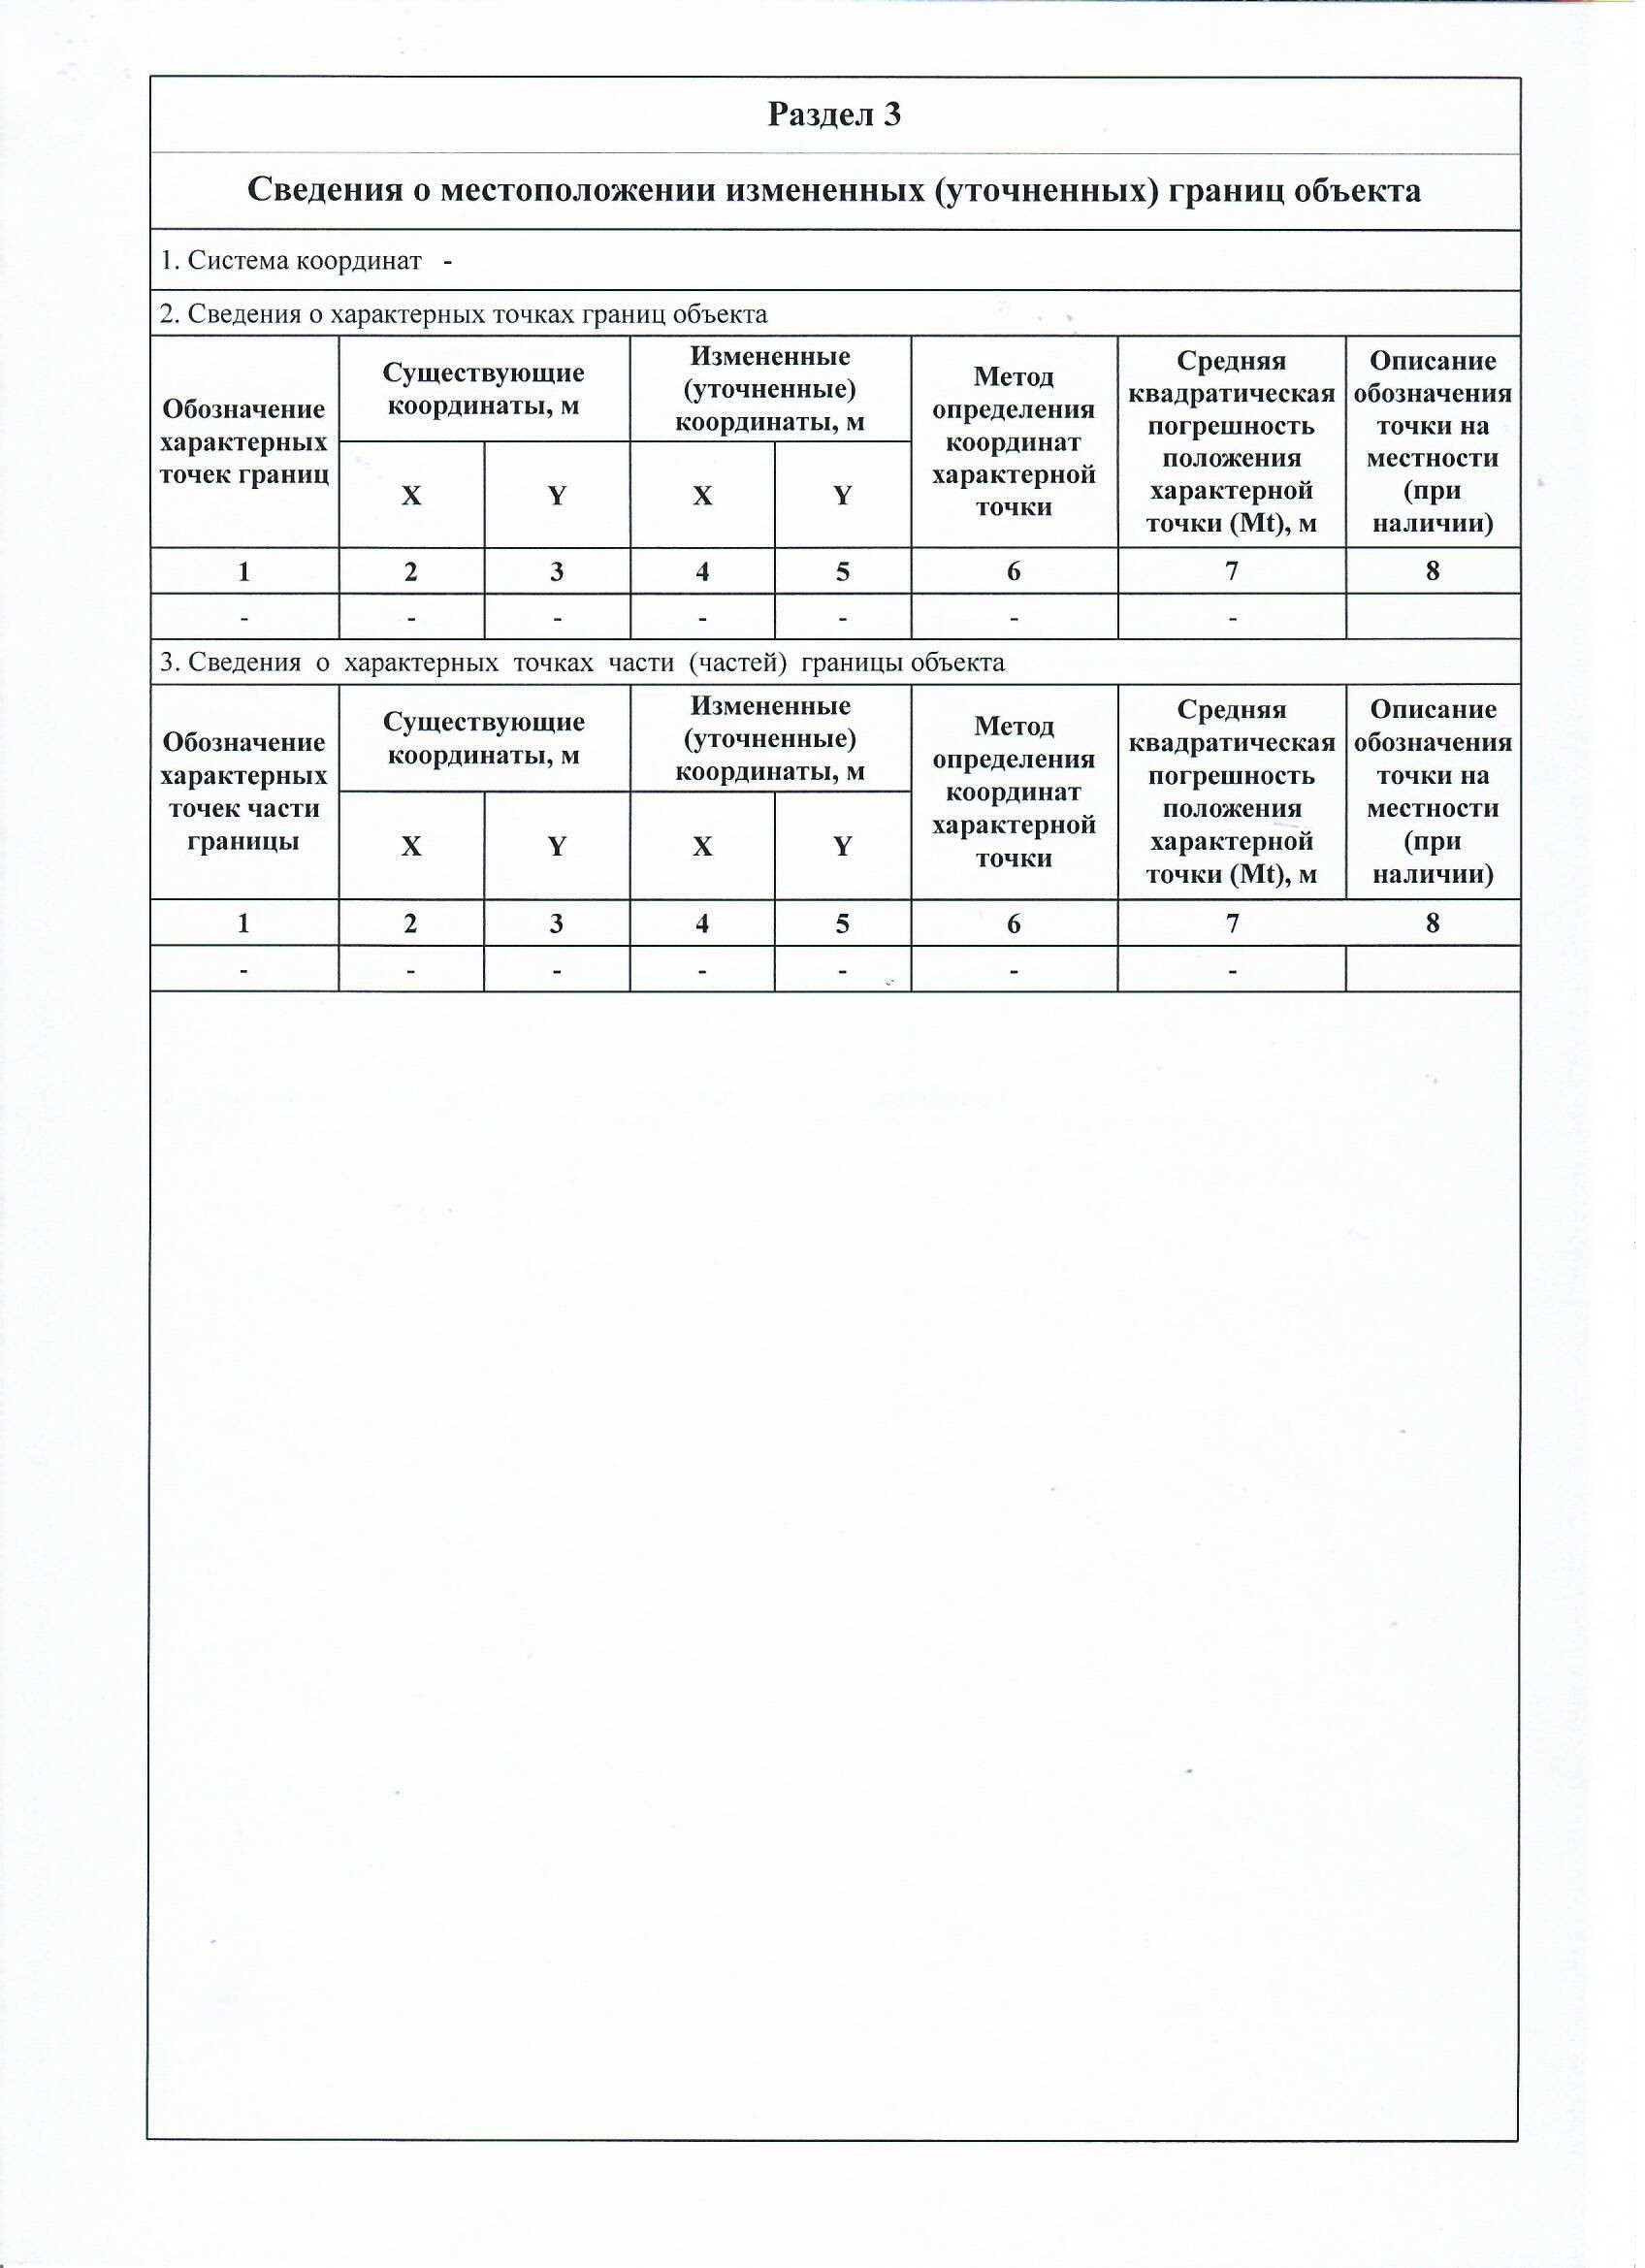 Раздел 3
Сведения о местоположении измененных (уточненных) границ объекта
1. Система координат -
2. Сведения о характерных точках границ объекта
Обозначение
характерных
точек границ
Существующие
координаты, м
Измененные
(уточненные)
координаты, м
Метод
определения
координат
характерной
точки
Средняя
квадратическая
погрешность
положения
характерной
точки (Mt), м
Описание
обозначения
точки на
местности
(при
наличии)
X Y X Y
1 2 3 4 5 6 7 8
- - - - - - -
3. Сведения о характерных точках части (частей) границы объекта
Обозначение
характерных
точек части
границы
Существующие
координаты, м
Измененные
(уточненные)
координаты, м
Метод
определения
координат
характерной
точки
Средняя
квадратическая
погрешность
положения
характерной
точки (Mt), м
Описание
обозначения
точки на
местности
(при
наличии)
X Y X Y
1 2 3 4 5 6 7 8
- - - - - - -